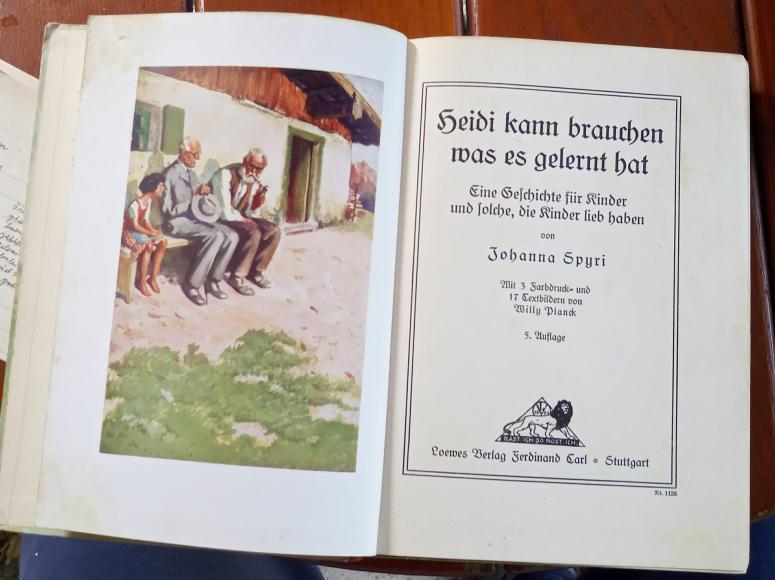 Heidi kann brauchen
was es gelernt hat
Eine Geschichte für Kinder
und solche, die Kinder lieb haben
von
Johanna Spyri
Mit 3 Farbdruck- und
17 Textbildern von
Willy Planck
5. Auflage
RAST ICH SO ROST ICH
Loewes Verlag Ferdinand Carl * Stuttgart
Nr. 1128